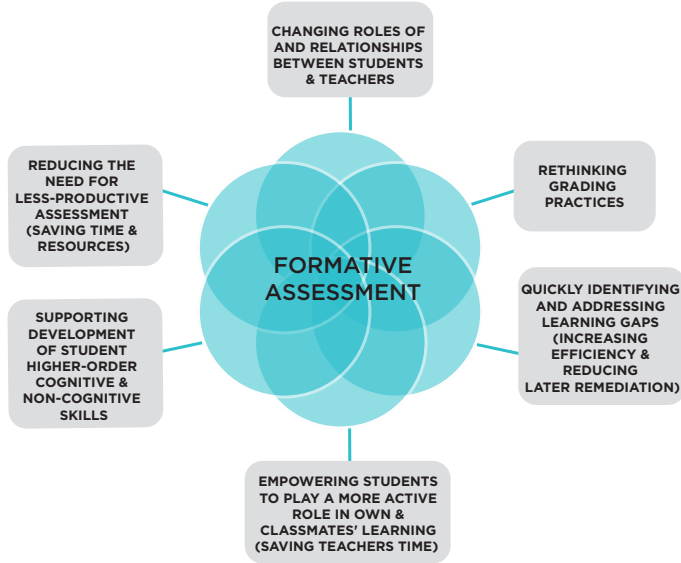 CHANGING ROLES OF
AND RELATIONSHIPS
BETWEEN STUDENTS
& TEACHERS
REDUCING THE
NEED FOR
LESS-PRODUCTIVE
ASSESSMENT
(SAVING TIME &
RESOURCES)
RETHINKING
GRADING
PRACTICES
FORMATIVE
ASSESSMENT
SUPPORTING
DEVELOPMENT
OF STUDENT
HIGHER-ORDER
COGNITIVE &
NON-COGNITIVE
SKILLS
QUICKLY IDENTIFYING
AND ADDRESSING
LEARNING GAPS
(INCREASING
EFFICIENCY &
REDUCING
LATER REMEDIATION)
EMPOWERING STUDENTS
TO PLAY A MORE ACTIVE
ROLE IN OWN &
CLASSMATES' LEARNING
(SAVING TEACHERS TIME)